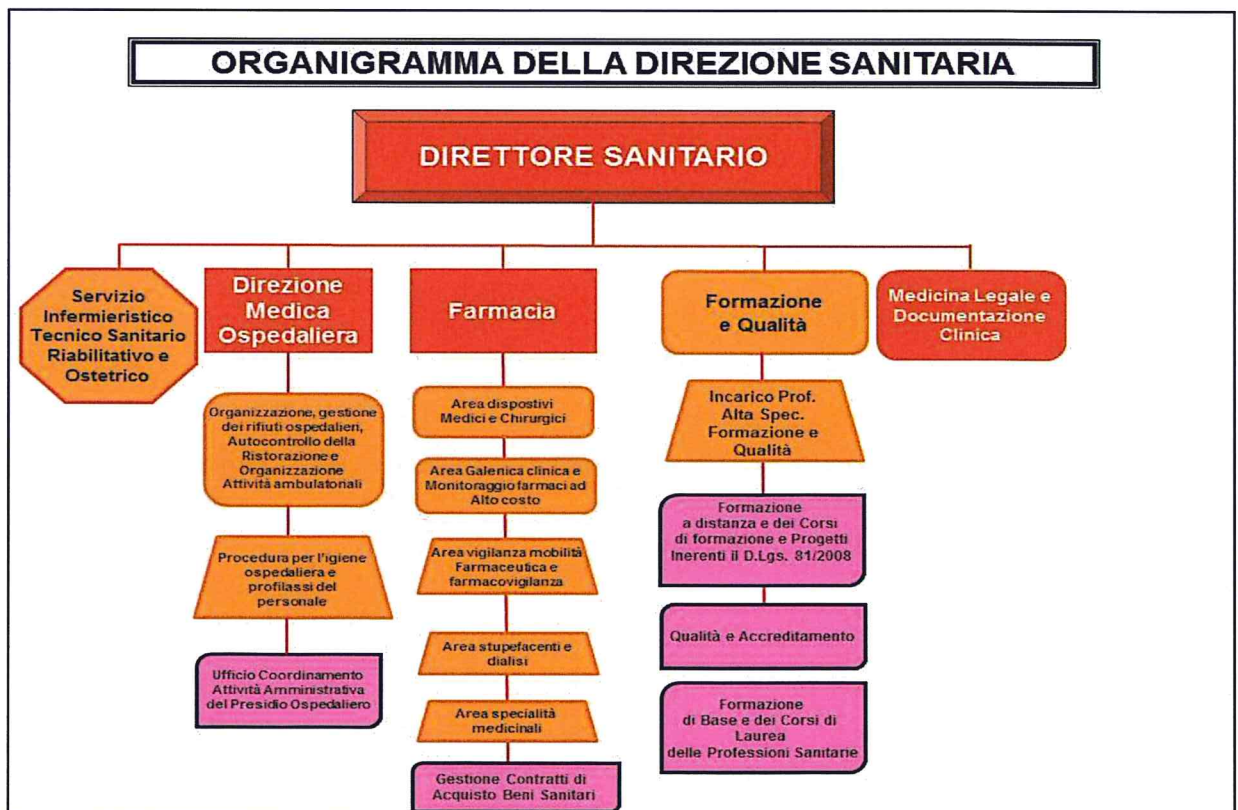 ORGANIGRAMMA DELLA DIREZIONE SANITARIA
DIRETTORE SANITARIO
Servizio
Infermieristico
Tecnico Sanitario
Riabilitativo e
Ostetrico
Direzione
Medica
Ospedaliera
Farmacia
Formazione
e Qualità
Medicina Legale e
Documentazione
Clinica
Organizzazione, gestione
dei rifiuti ospedalieri,
Autocontrollo della
Ristorazione e
Organizzazione
Attività ambulatoriali
Procedura per l'igiene
ospedaliera e
profilassi del
personale
Ufficio Coordinamento
Attività Amministrativa
del Presidio Ospedaliero
Area dispostivi
Medici e Chirurgici
Area Galenica clinica e
Monitoraggio farmaci ad
Alto costo
Area vigilanza mobilità
Farmaceutica e
farmacovigilanza
Area stupefacenti e
dialisi
Area specialità
medicinali
Gestione Contratti di
Acquisto Beni Sanitari
Incarico Prof.
Alta Spec.
Formazione e
Qualità
Formazione
a distanza e dei Corsi
di formazione e Progetti
Inerenti il D.Lgs. 81/2008
Qualità e Accreditamento
Formazione
di Base e dei Corsi di
Laurea
delle Professioni Sanitarie